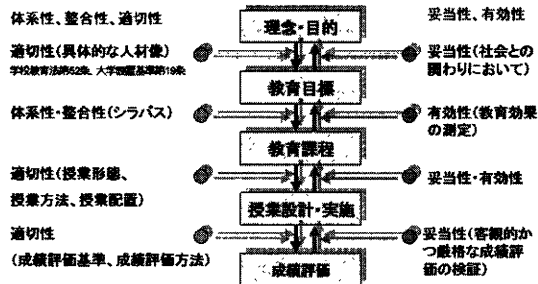 体系性、整合性、適切性
理念・目的
妥当性、有効性
適切性(具体的な人材像)
学校教育法第52条、大学設置基準第19条
妥当性(社会との
関わりにおいて)
教育目標
体系性・整合性(シラバス)
有効性(教育効果
の測定)
教育課程
適切性(授業形態、
授業方法、授業配置)
妥当性・有効性
授業設計・実施
適切性
(成績評価基準、成績評価方法)
妥当性(客観的か
つ厳格な成績評
価の検証)
成績評価